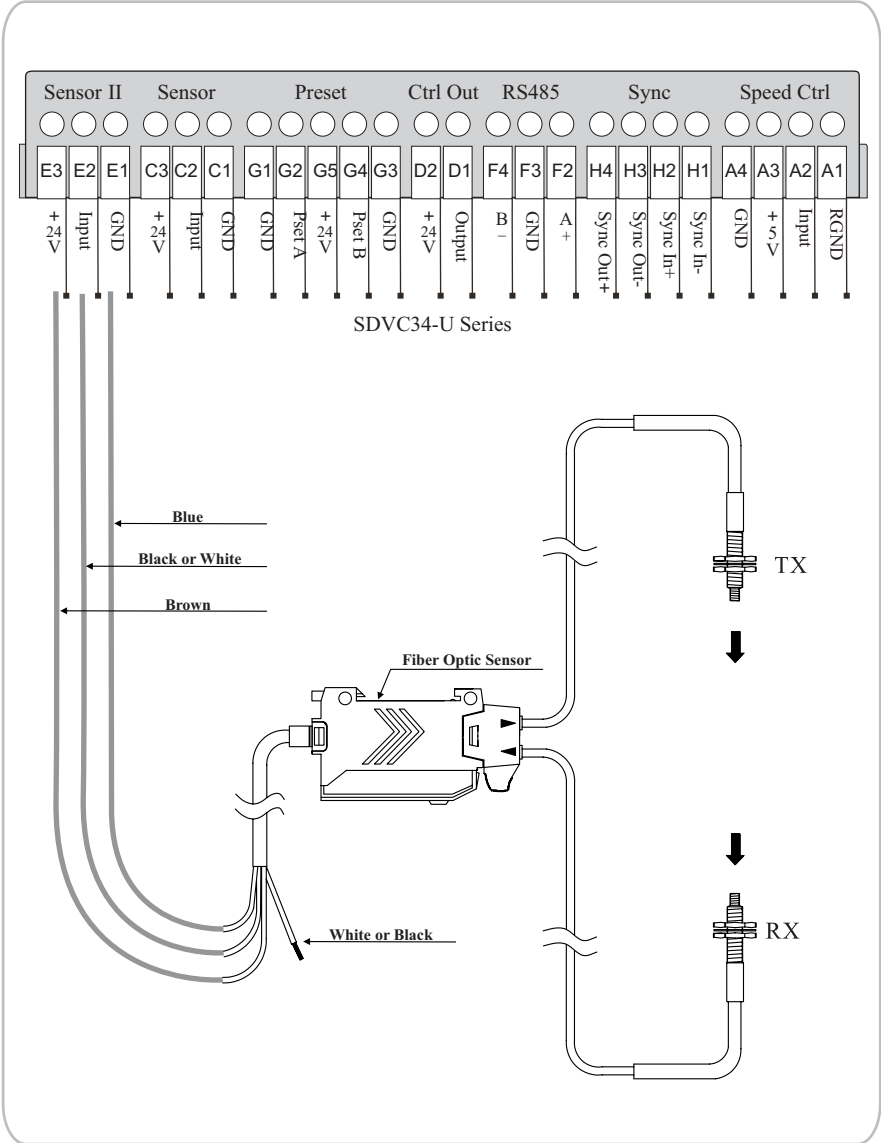 Sensor II Sensor Preset Ctrl Out RS485 Sync Speed Ctrl
E3 E2 E1 C3 C2 C1 G1 G2 G5 G4 G3 D2 D1 F4 F3 F2 H4 H3 H2 H1 A4 A3 A2 A1
+24V
Input
GND
+24V
Input
GND
GND
Pset A
+24V
Pset B
GND
+24V
Output
B-
GND
A+
Sync Out+
Sync Out-
Sync In+
Sync In-
GND
+5V
Input
RGND
SDVC34-U Series
Blue
Black or White
Brown
TX
Fiber Optic Sensor
White or Black
RX